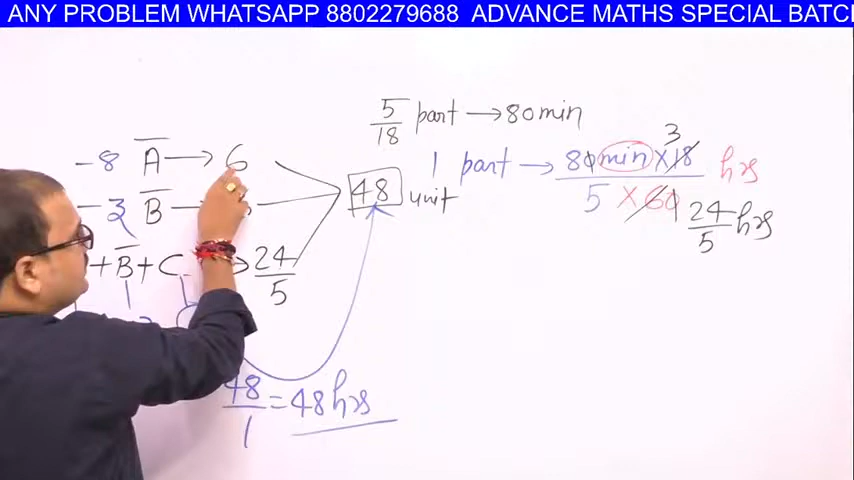 ANY PROBLEM WHATSAPP 8802279688 ADVANCE MATHS SPECIAL BATC
5/18 part → 80 min
1 part → 80 min × 18 / 5 × 60 hrs
3
24/5 hrs
-8 A → 6
- 3 B —
48 unit
+ B + C → 24/5
48/1 = 48 hrs